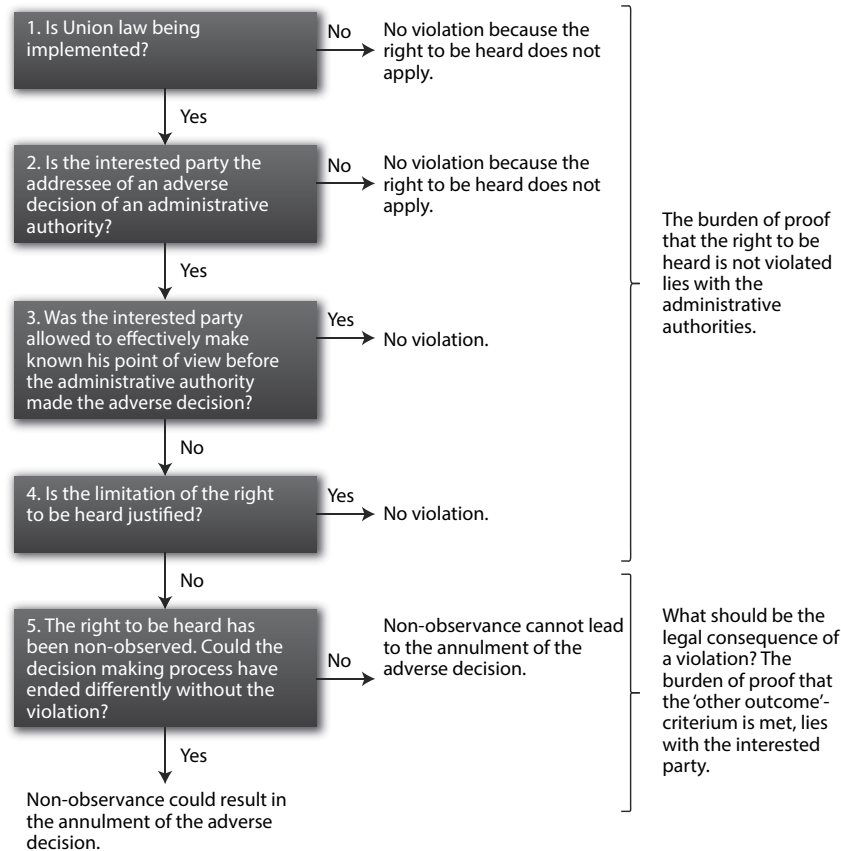 1. Is Union law being
implemented?
No
No violation because the
right to be heard does not
apply.
Yes
2. Is the interested party the
addressee of an adverse
decision of an administrative
authority?
No
No violation because the
right to be heard does not
apply.
Yes
3. Was the interested party
allowed to effectively make
known his point of view before
the administrative authority
made the adverse decision?
Yes
No violation.
No
4. Is the limitation of the right
to be heard justified?
Yes
No violation.
No
The burden of proof
that the right to be
heard is not violated
lies with the
administrative
authorities.
5. The right to be heard has
been non-observed. Could the
decision making process have
ended differently without the
violation?
No
Non-observance cannot lead
to the annulment of the
adverse decision.
Yes
Non-observance could result in
the annulment of the adverse
decision.
What should be the
legal consequence of
a violation? The
burden of proof that
the ‘other outcome’-
criterium is met, lies
with the interested
party.